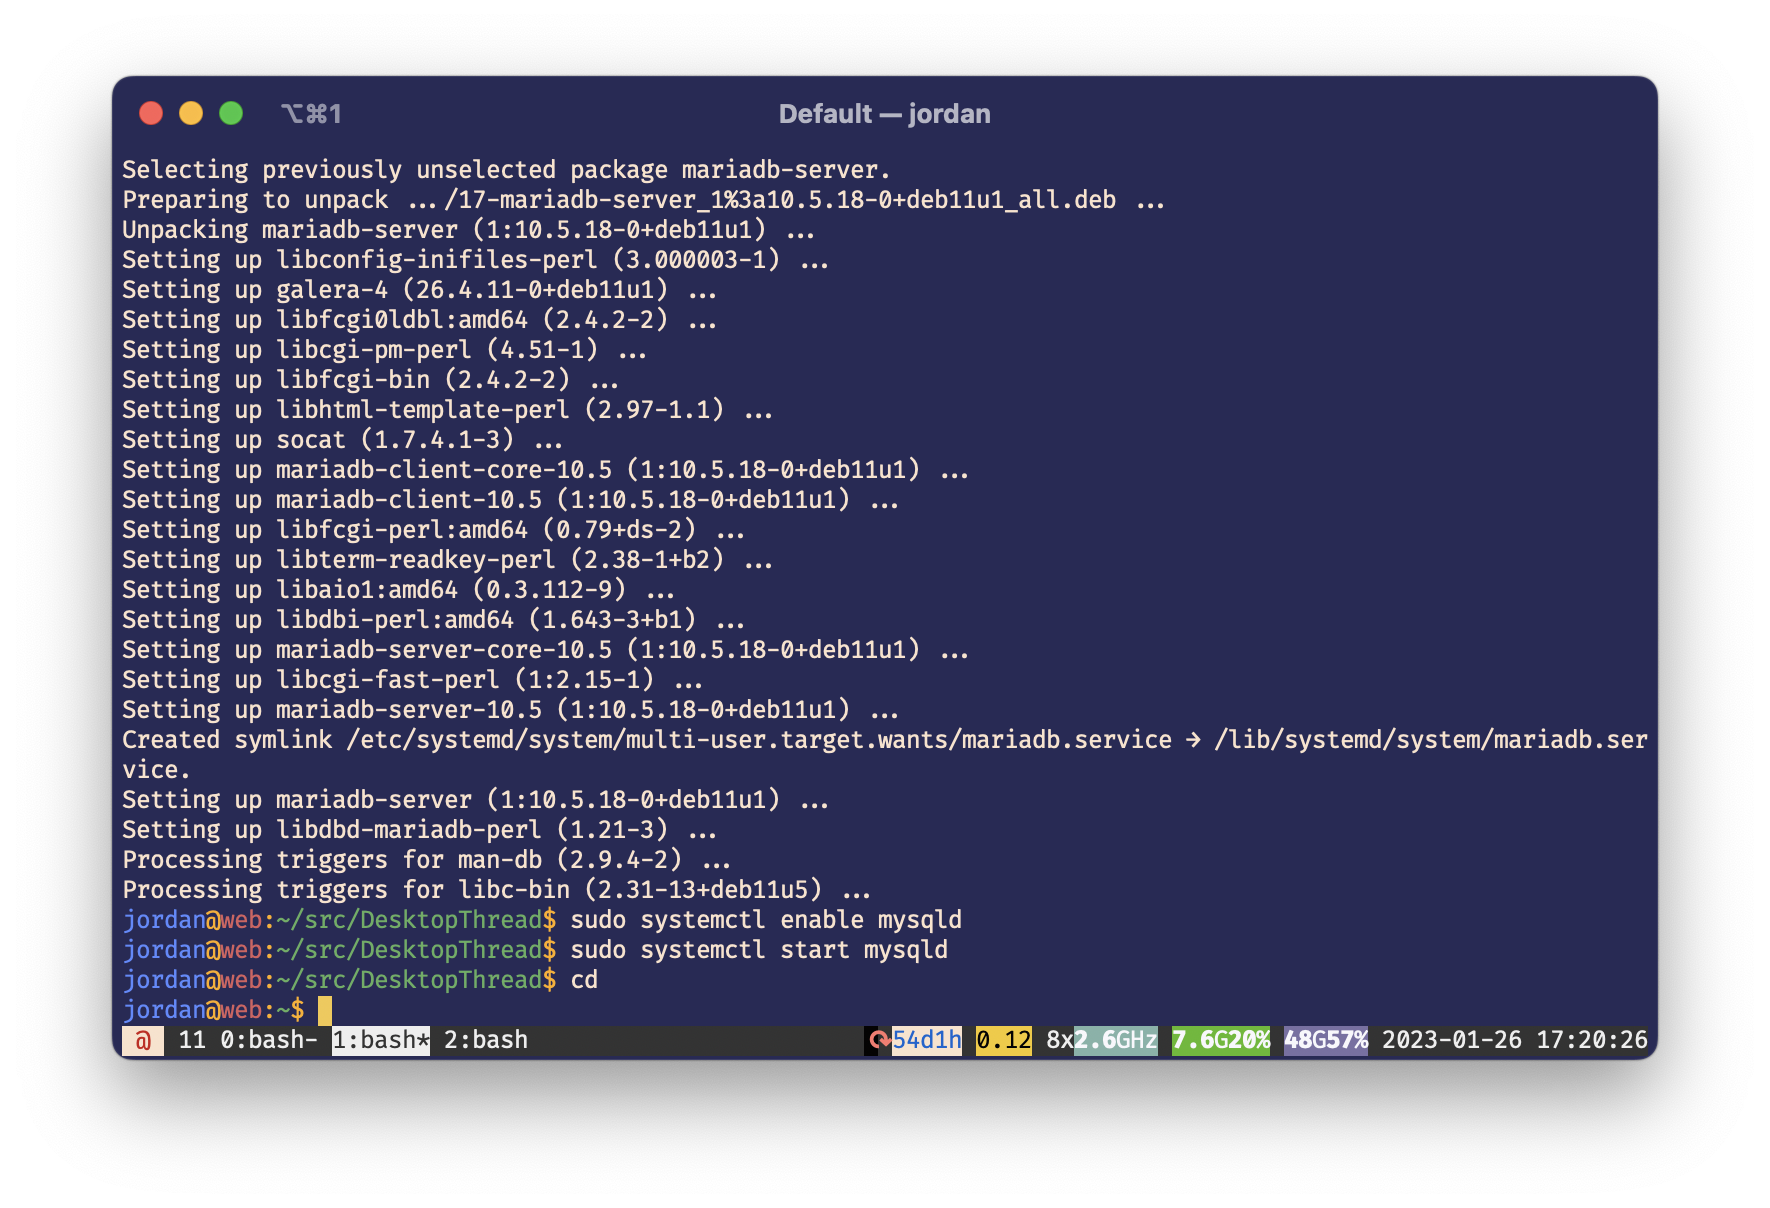 ⌥⌘1 Default — jordan
Selecting previously unselected package mariadb-server.
Preparing to unpack .../17-mariadb-server_1%3a10.5.18-0+deb11u1_all.deb ...
Unpacking mariadb-server (1:10.5.18-0+deb11u1) ...
Setting up libconfig-inifiles-perl (3.000003-1) ...
Setting up galera-4 (26.4.11-0+deb11u1) ...
Setting up libfcgi0ldbl:amd64 (2.4.2-2) ...
Setting up libcgi-pm-perl (4.51-1) ...
Setting up libfcgi-bin (2.4.2-2) ...
Setting up libhtml-template-perl (2.97-1.1) ...
Setting up socat (1.7.4.1-3) ...
Setting up mariadb-client-core-10.5 (1:10.5.18-0+deb11u1) ...
Setting up mariadb-client-10.5 (1:10.5.18-0+deb11u1) ...
Setting up libfcgi-perl:amd64 (0.79+ds-2) ...
Setting up libterm-readkey-perl (2.38-1+b2) ...
Setting up libaio1:amd64 (0.3.112-9) ...
Setting up libdbi-perl:amd64 (1.643-3+b1) ...
Setting up mariadb-server-core-10.5 (1:10.5.18-0+deb11u1) ...
Setting up libcgi-fast-perl (1:2.15-1) ...
Setting up mariadb-server-10.5 (1:10.5.18-0+deb11u1) ...
Created symlink /etc/systemd/system/multi-user.target.wants/mariadb.service → /lib/systemd/system/mariadb.ser
vice.
Setting up mariadb-server (1:10.5.18-0+deb11u1) ...
Setting up libdbd-mariadb-perl (1.21-3) ...
Processing triggers for man-db (2.9.4-2) ...
Processing triggers for libc-bin (2.31-13+deb11u5) ...
jordan@web:~/src/DesktopThread$ sudo systemctl enable mysqld
jordan@web:~/src/DesktopThread$ sudo systemctl start mysqld
jordan@web:~/src/DesktopThread$ cd
jordan@web:~$
@ 11 0:bash- 1:bash* 2:bash ⟳54d1h 0.12 8x2.6GHz 7.6G20% 48G57% 2023-01-26 17:20:26